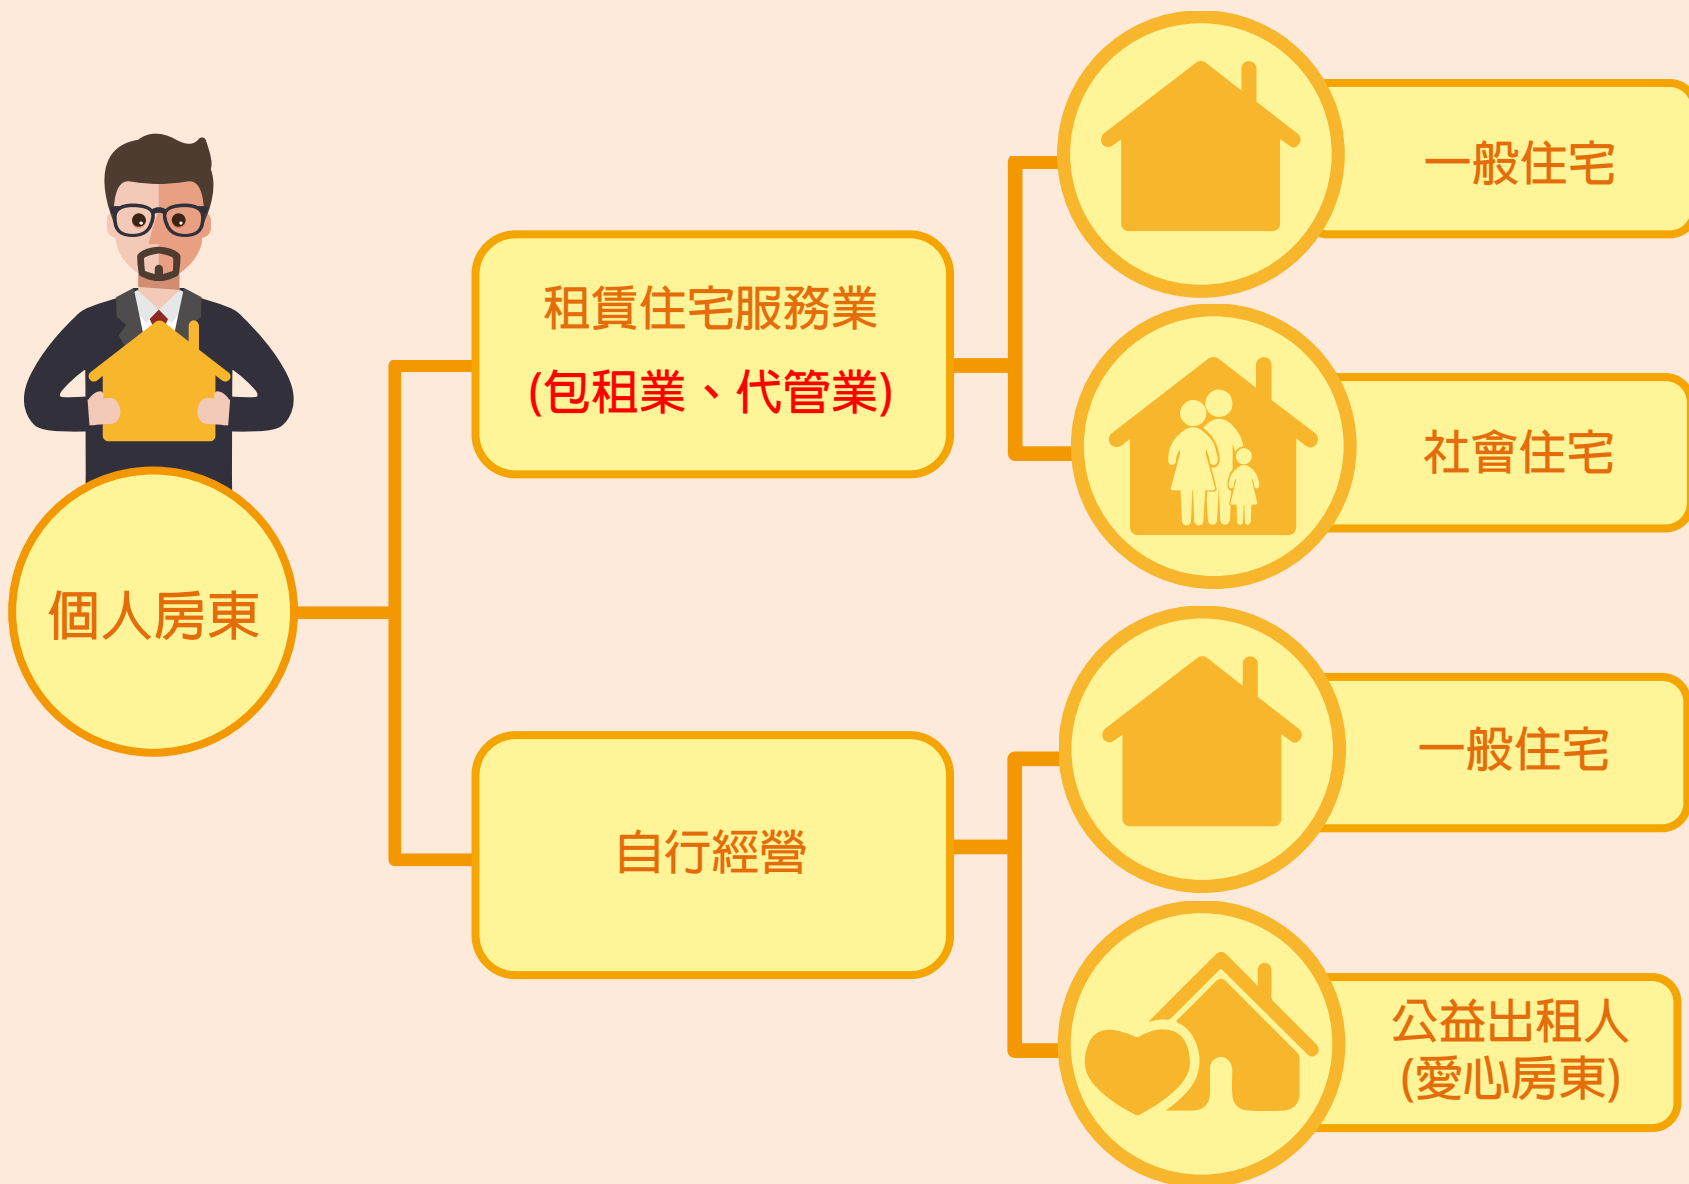 一般住宅
租賃住宅服務業
(包租業、代管業)
社會住宅
個人房東
一般住宅
自行經營
公益出租人
(愛心房東)